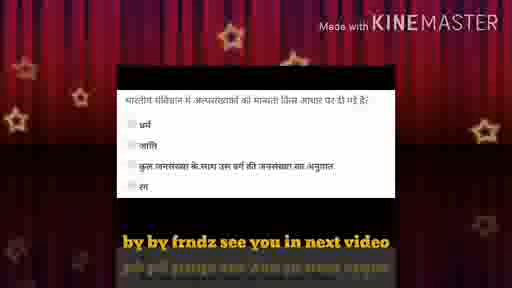 Made with KINEMASTER
भारतीय संविधान में अल्पसंख्यकों को मान्यता किस आधार पर दी गई है?
धर्म
जाति
कुल जनसंख्या के साथ उस वर्ग की जनसंख्या का अनुपात
रंग
by by frndz see you in next video